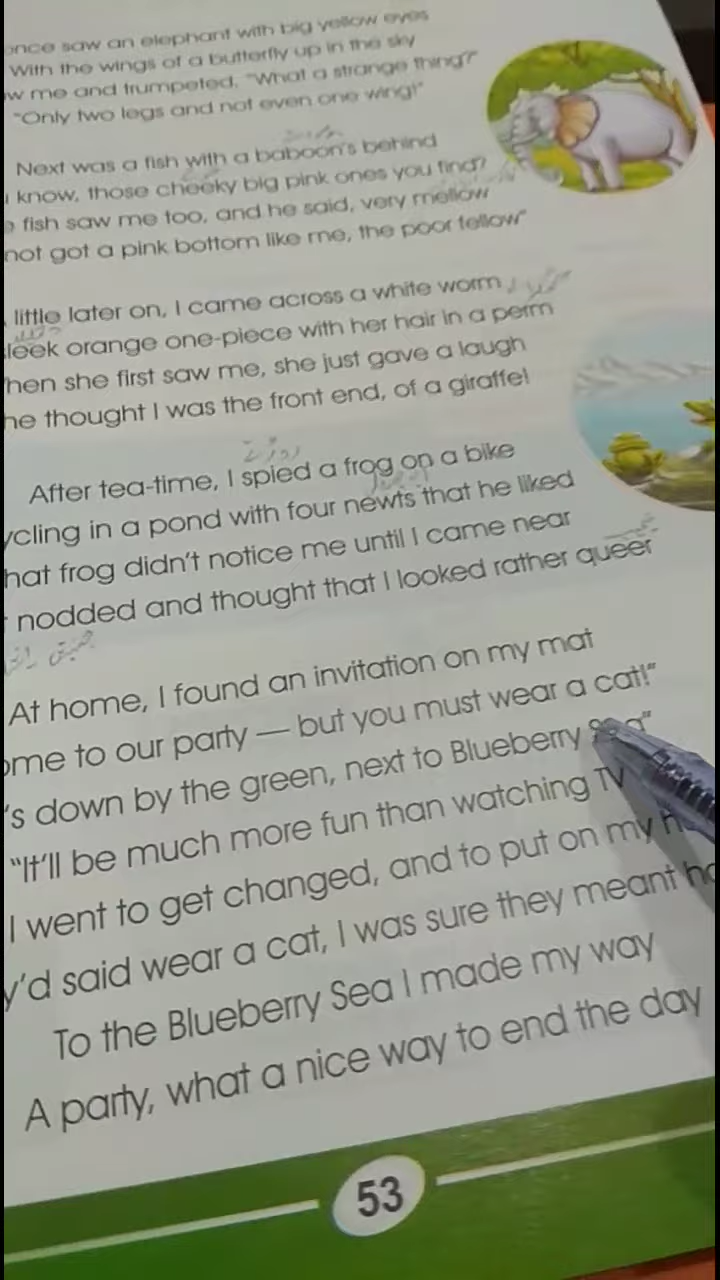 once saw an elephant with big yellow eyes
With the wings of a butterfly up in the sky
w me and trumpeted, "What a strange thing?"
"Only two legs and not even one wing!"
Next was a fish with a baboon's behind
know, those cheeky big pink ones you find?
fish saw me too, and he said, very mellow
not got a pink bottom like me, the poor fellow"
little later on, I came across a white worm
leek orange one-piece with her hair in a perm
hen she first saw me, she just gave a laugh
he thought I was the front end, of a giraffe!
After tea-time, I spied a frog on a bike
ycling in a pond with four newts that he liked
hat frog didn't notice me until I came near
nodded and thought that I looked rather queer
At home, I found an invitation on my mat
ome to our party — but you must wear a cat!"
's down by the green, next to Blueberry Sea"
"It'll be much more fun than watching TV
I went to get changed, and to put on my
y'd said wear a cat, I was sure they meant
To the Blueberry Sea I made my way
A party, what a nice way to end the day
53